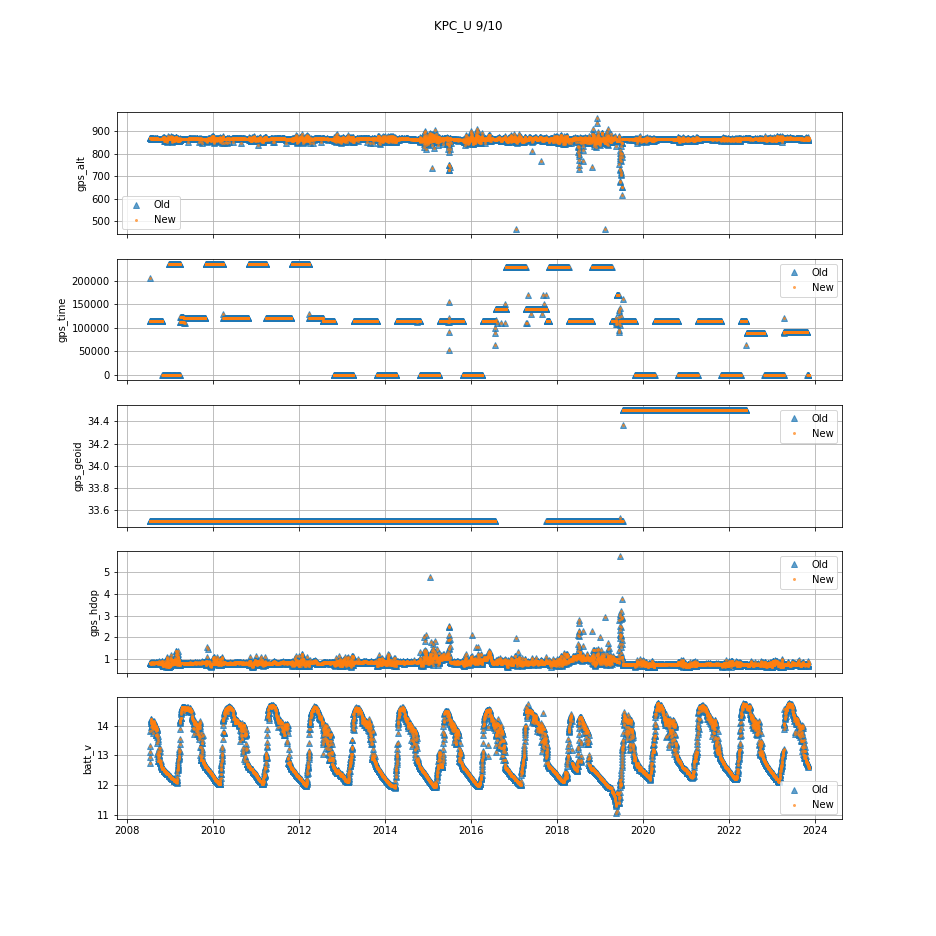 KPC_U 9/10
900
800
700
600
500
gps_alt
Old
New
200000
150000
100000
50000
0
gps_time
Old
New
34.4
34.2
34.0
33.8
33.6
gps_geoid
Old
New
5
4
3
2
1
gps_hdop
Old
New
14
13
12
11
batt_v
Old
New
2008 2010 2012 2014 2016 2018 2020 2022 2024